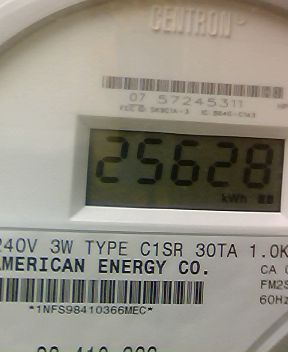 CENTRON®
07 57245311
25628
kWh
240V 3W TYPE C1SR 30TA 1.0K
AMERICAN ENERGY CO.
CA
FM2S
60Hz
*1NFS98410366MEC*